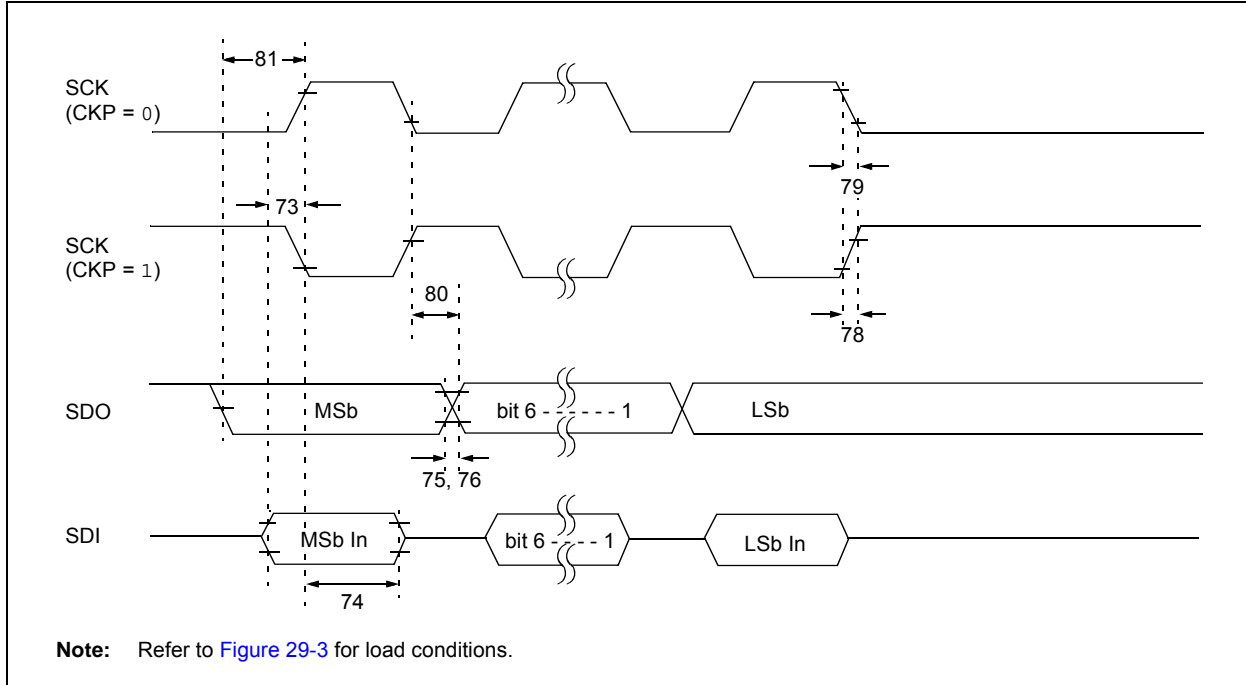 81
SCK
(CKP = 0)
79
73
SCK
(CKP = 1)
80
78
SDO
MSb
bit 6 - - - - - - 1
LSb
75, 76
SDI
MSb In
bit 6 - - - - 1
LSb In
74
Note: Refer to Figure 29-3 for load conditions.